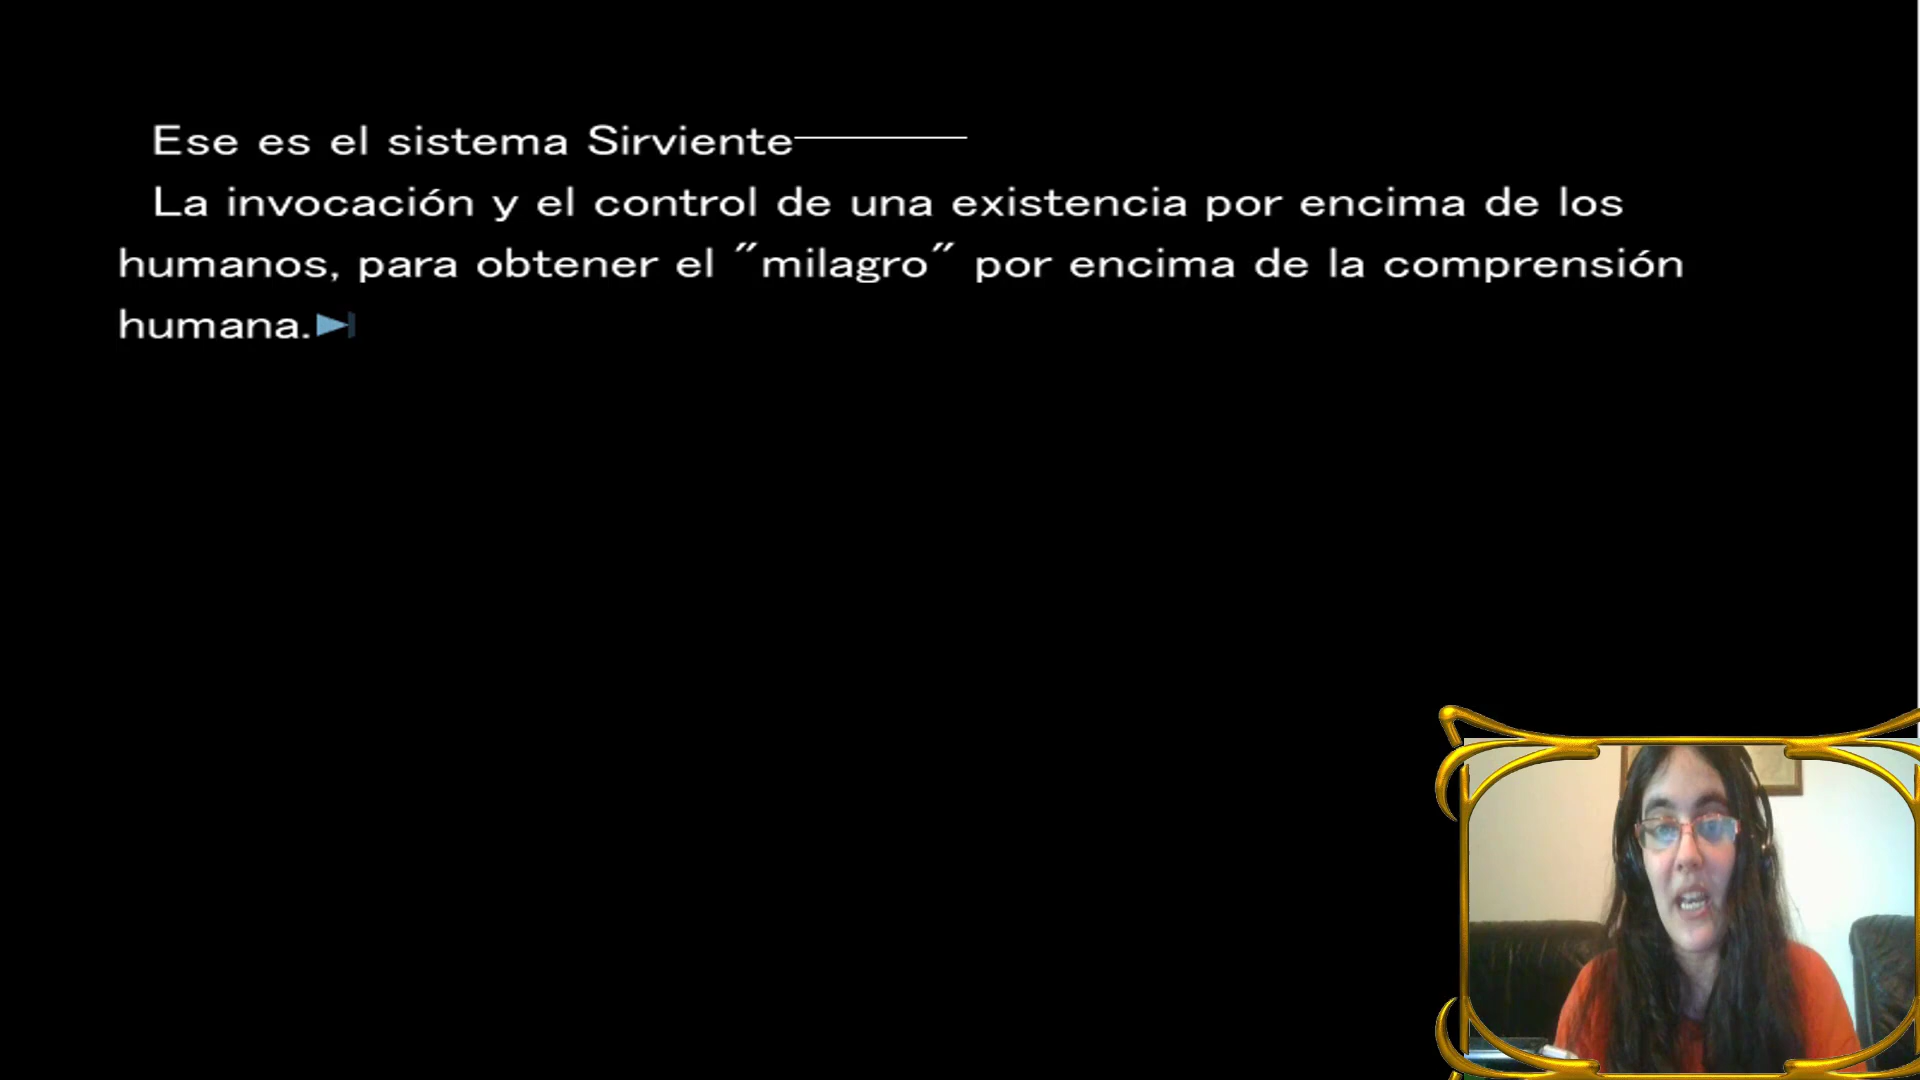 Ese es el sistema Sirviente―――――
La invocación y el control de una existencia por encima de los
humanos, para obtener el "milagro" por encima de la comprensión
humana.